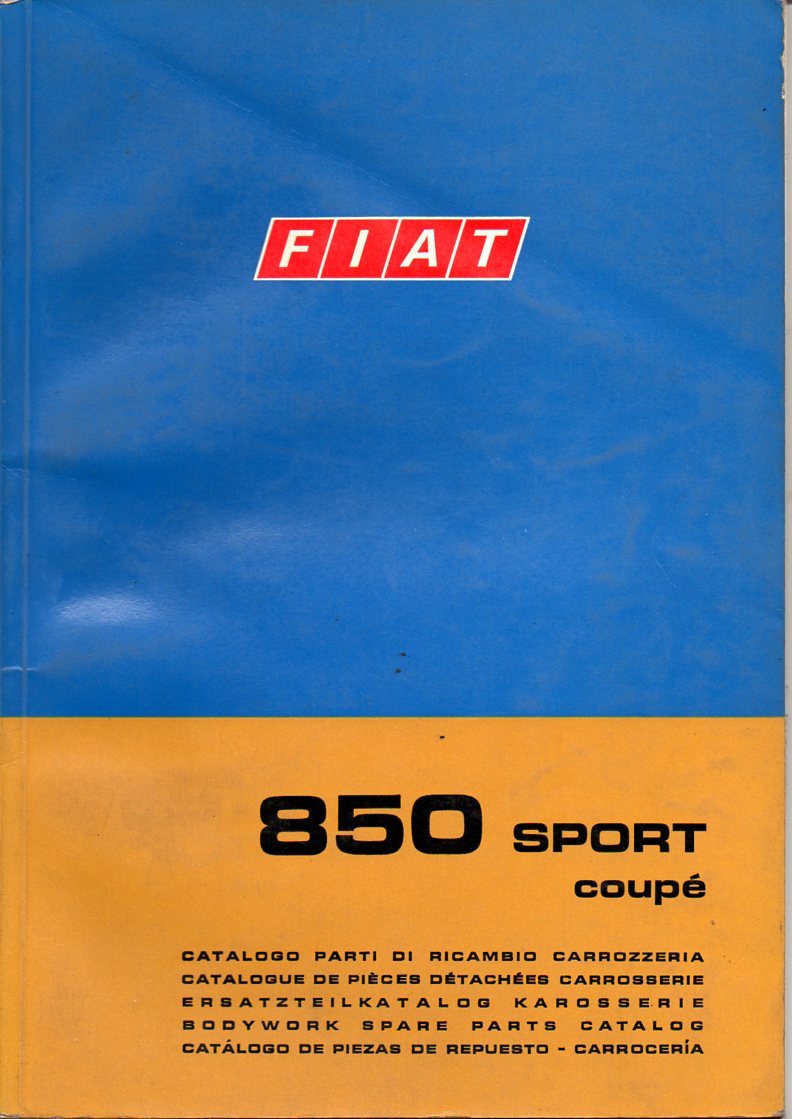 FIAT
850 SPORT
coupé
CATALOGO PARTI DI RICAMBIO CARROZZERIA
CATALOGUE DE PIÈCES DÉTACHÉES CARROSSERIE
ERSATZTEILKATALOG KAROSSERIE
BODYWORK SPARE PARTS CATALOG
CATÁLOGO DE PIEZAS DE REPUESTO - CARROCERÍA